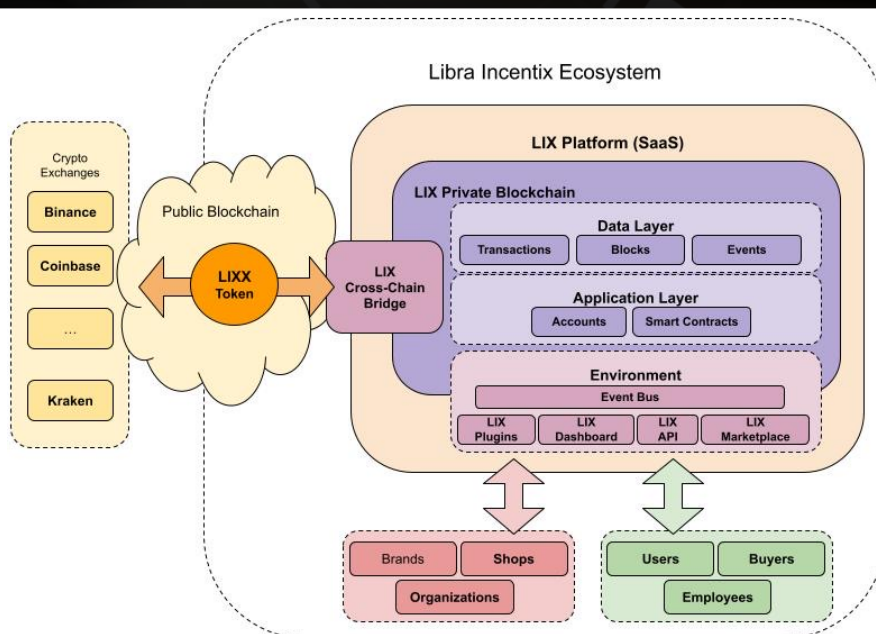 Libra Incentix Ecosystem
Crypto
Exchanges
Binance
Coinbase
...
Kraken
Public Blockchain
LIXX
Token
LIX
Cross-Chain
Bridge
LIX Platform (SaaS)
LIX Private Blockchain
Data Layer
Transactions
Blocks
Events
Application Layer
Accounts
Smart Contracts
Environment
Event Bus
LIX
Plugins
LIX
Dashboard
LIX
API
LIX
Marketplace
Brands
Shops
Organizations
Users
Buyers
Employees